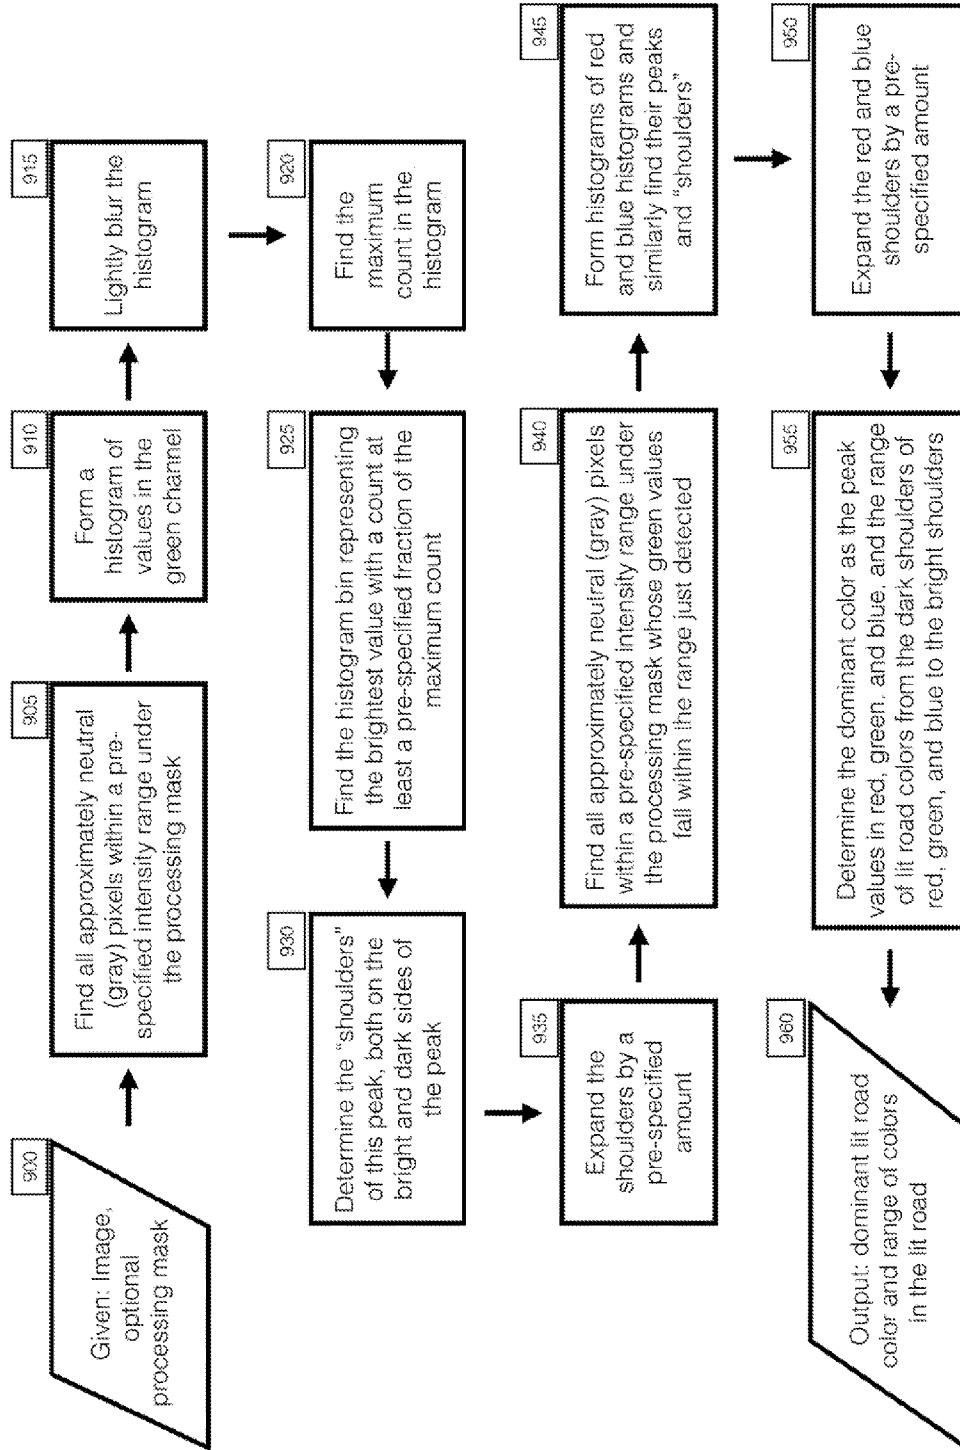 900
Given: Image,
optional
processing mask
905
Find all approximately neutral
(gray) pixels within a pre-
specified intensity range under
the processing mask
910
Form a
histogram of
values in the
green channel
915
Lightly blur the
histogram
920
Find the
maximum
count in the
histogram
925
Find the histogram bin representing
the brightest value with a count at
least a pre-specified fraction of the
maximum count
930
Determine the “shoulders”
of this peak, both on the
bright and dark sides of
the peak
935
Expand the
shoulders by a
pre-specified
amount
940
Find all approximately neutral (gray) pixels
within a pre-specified intensity range under
the processing mask whose green values
fall within the range just detected
945
Form histograms of red
and blue histograms and
similarly find their peaks
and “shoulders”
950
Expand the red and blue
shoulders by a pre-
specified amount
955
Determine the dominant color as the peak
values in red, green, and blue, and the range
of lit road colors from the dark shoulders of
red, green, and blue to the bright shoulders
960
Output: dominant lit road
color and range of colors
in the lit road